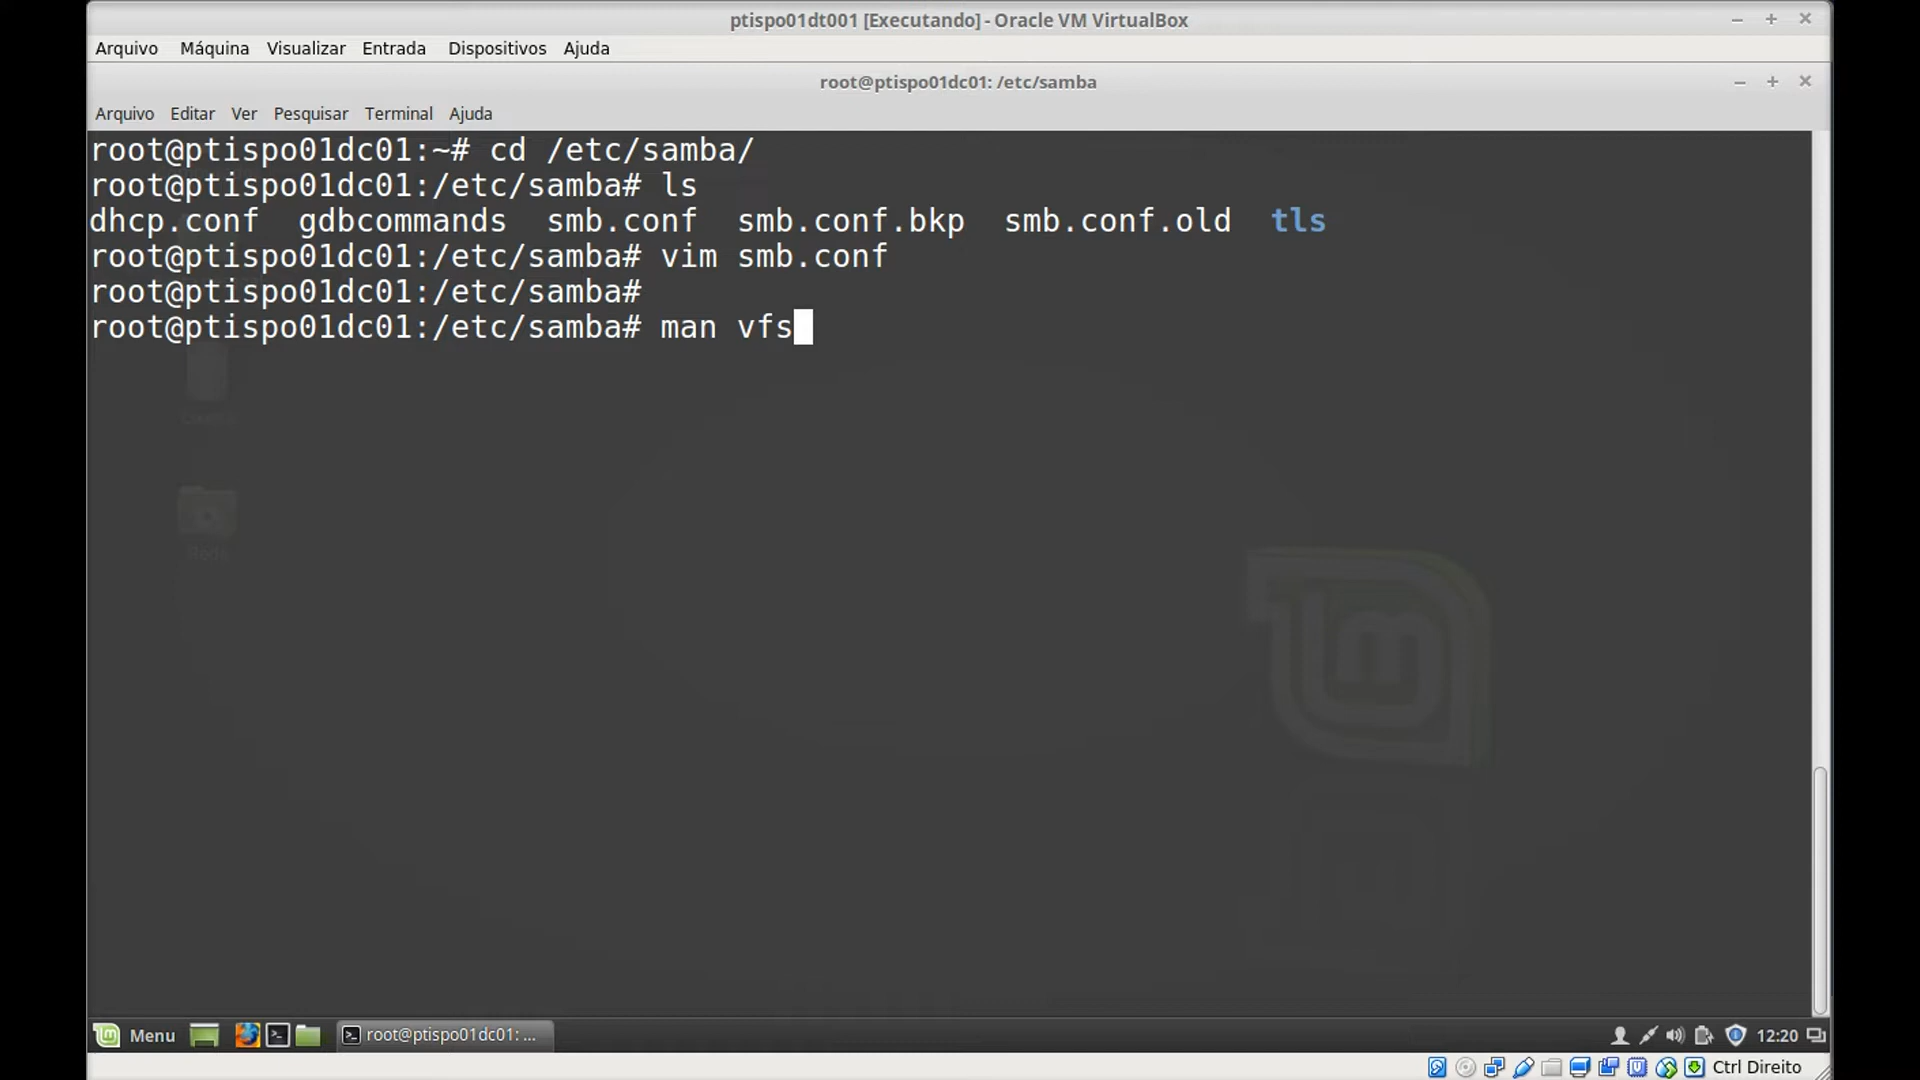 ptispo01dt001 [Executando] - Oracle VM VirtualBox
Arquivo Máquina Visualizar Entrada Dispositivos Ajuda
root@ptispo01dc01: /etc/samba
Arquivo Editar Ver Pesquisar Terminal Ajuda
root@ptispo01dc01:~# cd /etc/samba/
root@ptispo01dc01:/etc/samba# ls
dhcp.conf gdbcommands smb.conf smb.conf.bkp smb.conf.old tls
root@ptispo01dc01:/etc/samba# vim smb.conf
root@ptispo01dc01:/etc/samba#
root@ptispo01dc01:/etc/samba# man vfs
Rede
Menu root@ptispo01dc01: ... 12:20
Ctrl Direito